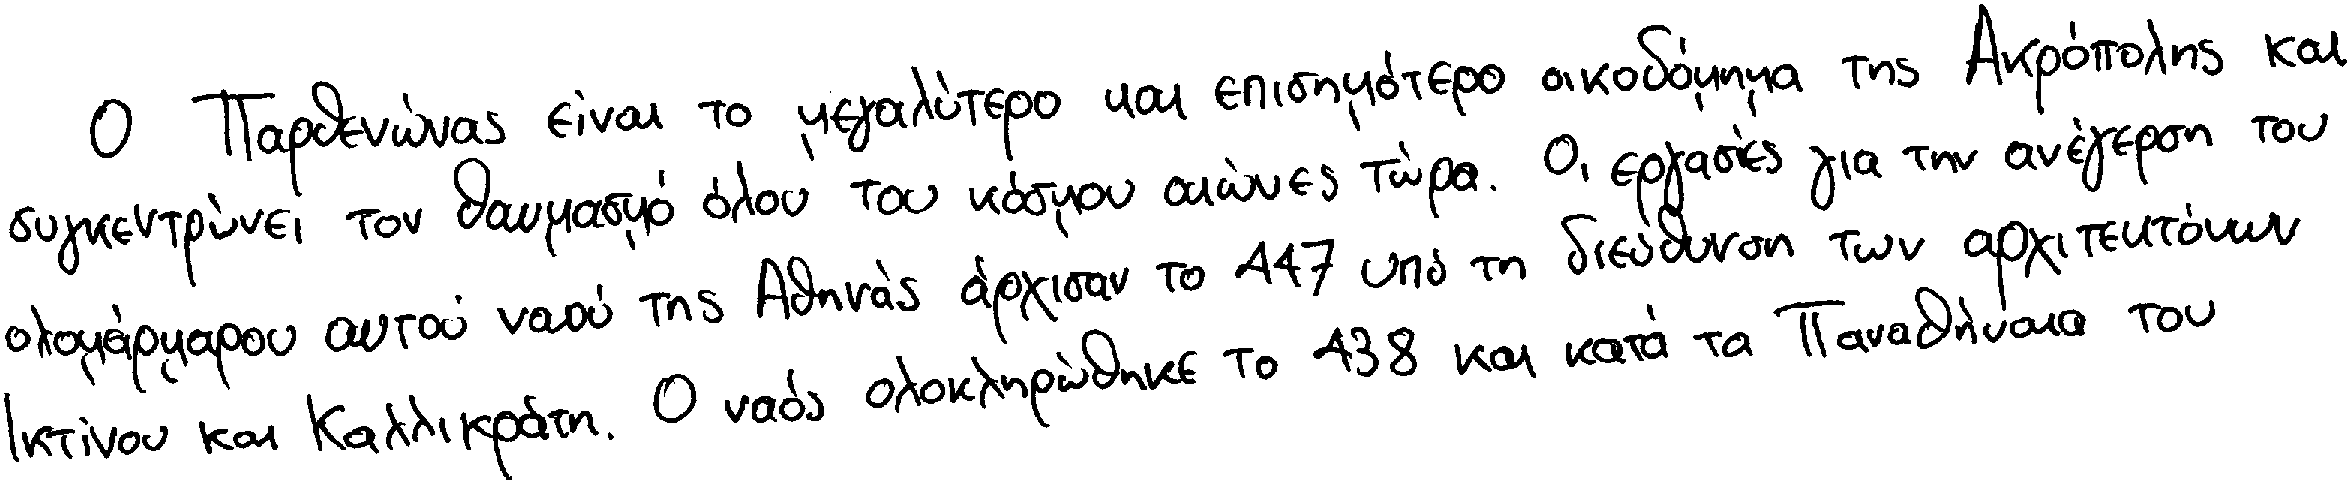 Ο Παρθενώνας είναι το μεγαλύτερο και επισημότερο οικοδόμημα της Ακρόπολης και
συγκεντρώνει τον θαυμασμό όλου του κόσμου αιώνες τώρα. Οι εργασίες για την ανέγερση του
ολομάρμαρου αυτού ναού της Αθηνάς άρχισαν το 447 υπό τη διεύθυνση των αρχιτεκτόνων
Ικτίνου και Καλλικράτη. Ο ναός ολοκληρώθηκε το 438 και κατά τα Παναθήναια του